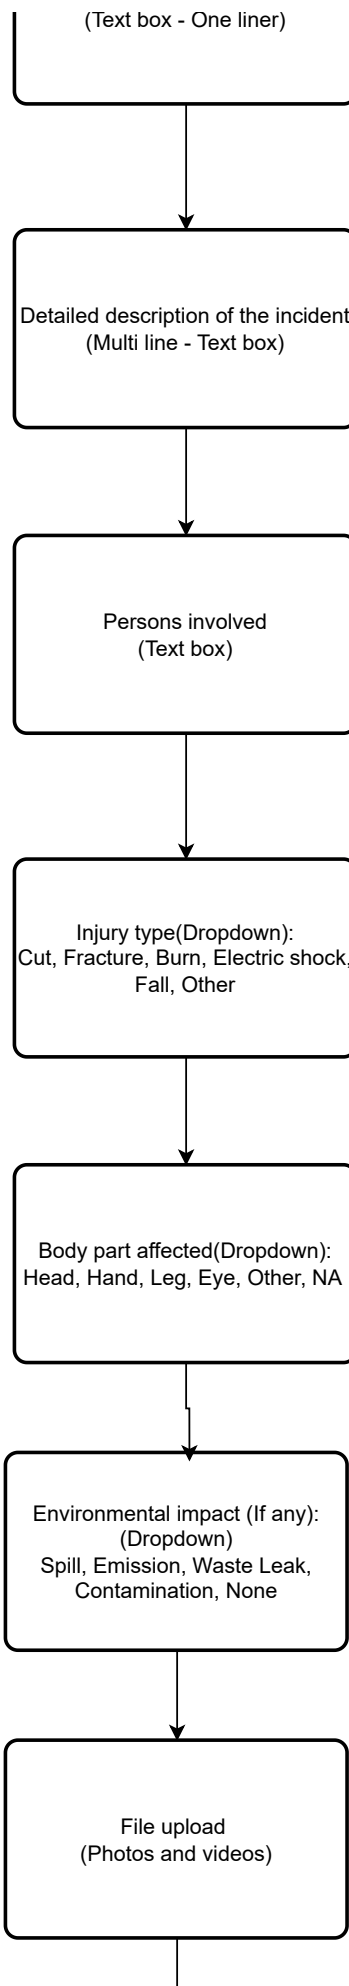 (Text box - One liner)
Detailed description of the incident
(Multi line - Text box)
Persons involved
(Text box)
Injury type(Dropdown):
Cut, Fracture, Burn, Electric shock,
Fall, Other
Body part affected(Dropdown):
Head, Hand, Leg, Eye, Other, NA
Environmental impact (If any):
(Dropdown)
Spill, Emission, Waste Leak,
Contamination, None
File upload
(Photos and videos)